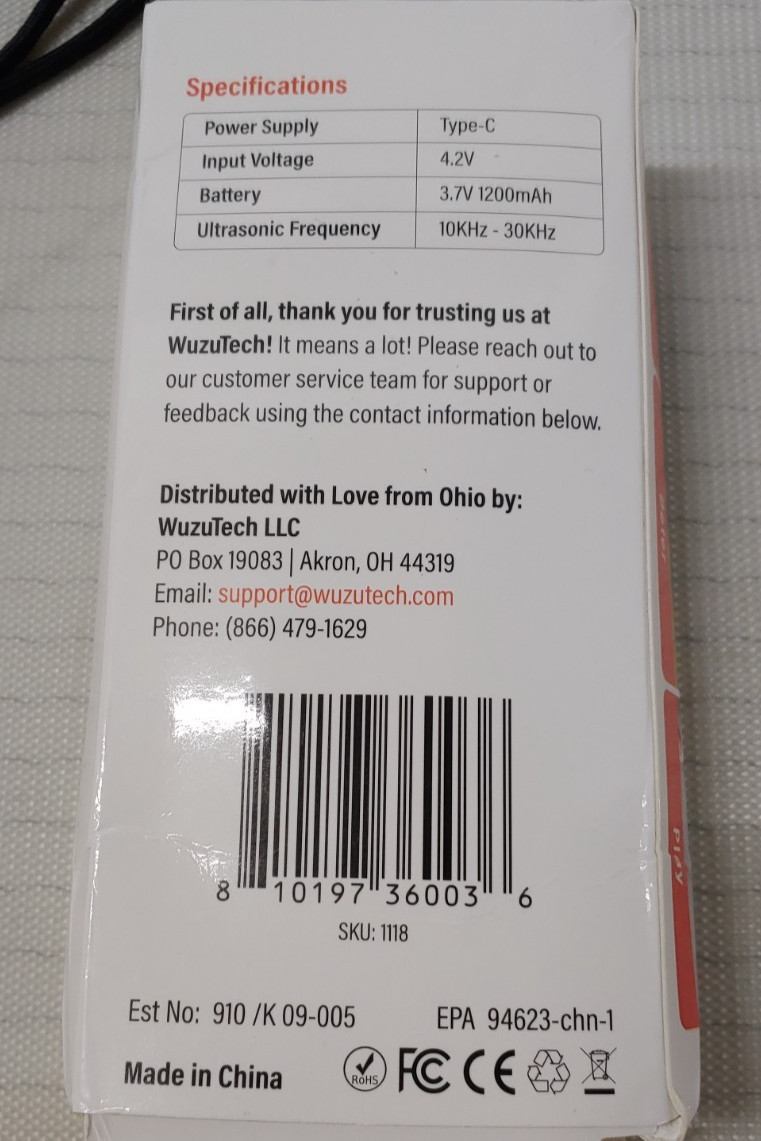 Specifications
Power Supply Type-C
Input Voltage 4.2V
Battery 3.7V 1200mAh
Ultrasonic Frequency 10KHz - 30KHz
First of all, thank you for trusting us at
WuzuTech! It means a lot! Please reach out to
our customer service team for support or
feedback using the contact information below.
Distributed with Love from Ohio by:
WuzuTech LLC
PO Box 19083 | Akron, OH 44319
Email: support@wuzutech.com
Phone: (866) 479-1629
8 10197 36003 6
SKU: 1118
Est No: 910 /K 09-005 EPA 94623-chn-1
Made in China RoHS FC CE
Play